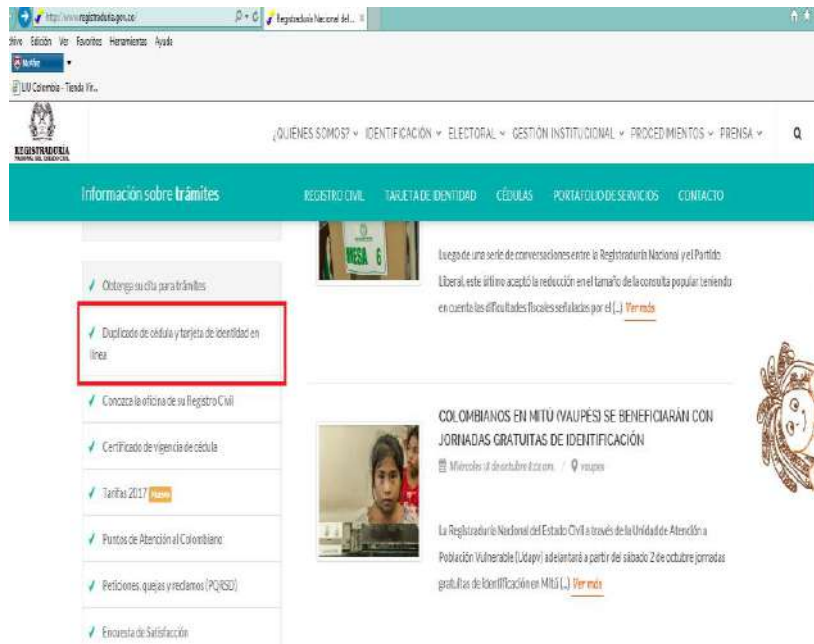 http://www.registraduria.gov.co/
Registraduría Nacional del...
Edición Ver Favoritos Herramientas Ayuda
McAfee
LIU Colombia - Tienda Vir...
REGISTRADURÍA
¿QUIÉNES SOMOS? IDENTIFICACIÓN ELECTORAL GESTIÓN INSTITUCIONAL PROCEDIMIENTOS PRENSA
Información sobre trámites
REGISTRO CIVIL TARJETA DE IDENTIDAD CÉDULAS PORTAFOLIO DE SERVICIOS CONTACTO
Obtenga su cita para trámites
Duplicado de cédula y tarjeta de identidad en
línea
Conozca la oficina de su Registro Civil
Certificado de vigencia de cédula
Tarifas 2017 Nuevo
Puntos de Atención al Colombiano
Peticiones, quejas y reclamos (PQRSD)
Encuesta de Satisfacción
MESA 6
Luego de una serie de conversaciones entre la Registraduría Nacional y el Partido
Liberal, este último aceptó la reducción en el tamaño de la consulta popular teniendo
en cuenta las dificultades fiscales señaladas por el (...) Ver más
COLOMBIANOS EN MITÚ (VAUPÉS) SE BENEFICIARÁN CON
JORNADAS GRATUITAS DE IDENTIFICACIÓN
Miércoles de octubre / vaupes
La Registraduría Nacional del Estado Civil a través de la Unidad de Atención a
Población Vulnerable (Udapv) adelantará a partir del sábado 2 de octubre jornadas
gratuitas de identificación en Mitú (...) Ver más